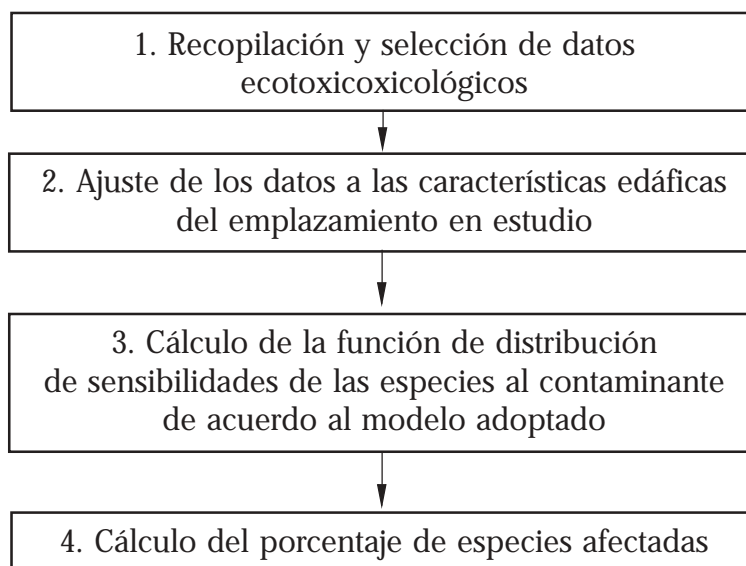 1. Recopilación y selección de datos
ecotoxicoxicológicos
2. Ajuste de los datos a las características edáficas
del emplazamiento en estudio
3. Cálculo de la función de distribución
de sensibilidades de las especies al contaminante
de acuerdo al modelo adoptado
4. Cálculo del porcentaje de especies afectadas